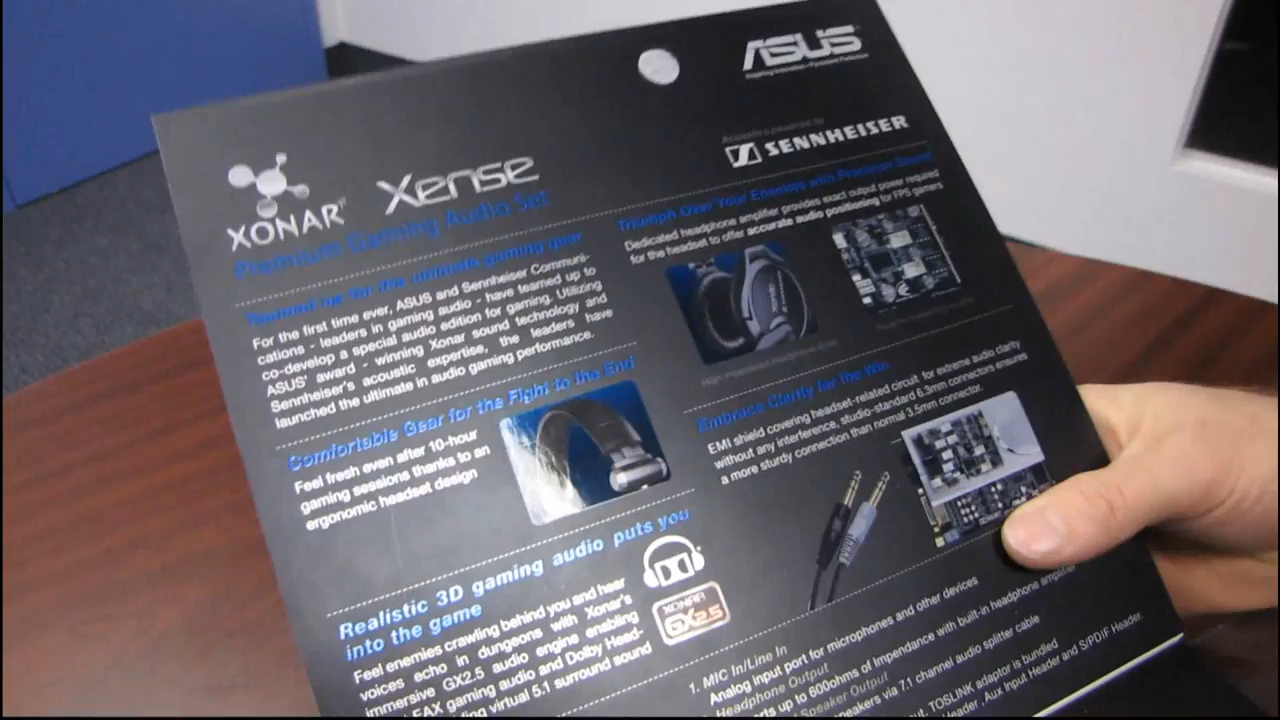 ASUS
Inspiring Innovation • Persistent Perfection
XONAR
Xense
Premium Gaming Audio Set
SENNHEISER
Teamed up for the ultimate gaming gear
For the first time ever, ASUS and Sennheiser Communi-
cations - leaders in gaming audio - have teamed up to
co-develop a special audio edition for gaming. Utilizing
ASUS' award - winning Xonar sound technology and
Sennheiser's acoustic expertise, the leaders have
launched the ultimate in audio gaming performance.
Comfortable Gear for the Fight to the End
Feel fresh even after 10-hour
gaming sessions thanks to an
ergonomic headset design
Realistic 3D gaming audio puts you
into the game
Feel enemies crawling behind you and hear
voices echo in dungeons with Xonar's
immersive GX2.5 audio engine enabling
EAX gaming audio and Dolby Head-
virtual 5.1 surround sound
XONAR
GX2.5
Triumph Over Your Enemies with Precision Sound
Dedicated headphone amplifier provides exact output power required
for the headset to offer accurate audio positioning for FPS gamers
Embrace Clarity for the Win
EMI shield covering headset-related circuit for extreme audio clarity
without any interference, studio-standard 6.3mm connectors ensures
a more sturdy connection than normal 3.5mm connector.
1. MIC In/Line In
Analog input port for microphones and other devices
Headphone Output
up to 600ohms of Impedance with built-in headphone amplifier
Speaker Output
speakers via 7.1 channel audio splitter cable
TOSLINK adaptor is bundled
Header, Aux Input Header and S/PDIF Header.